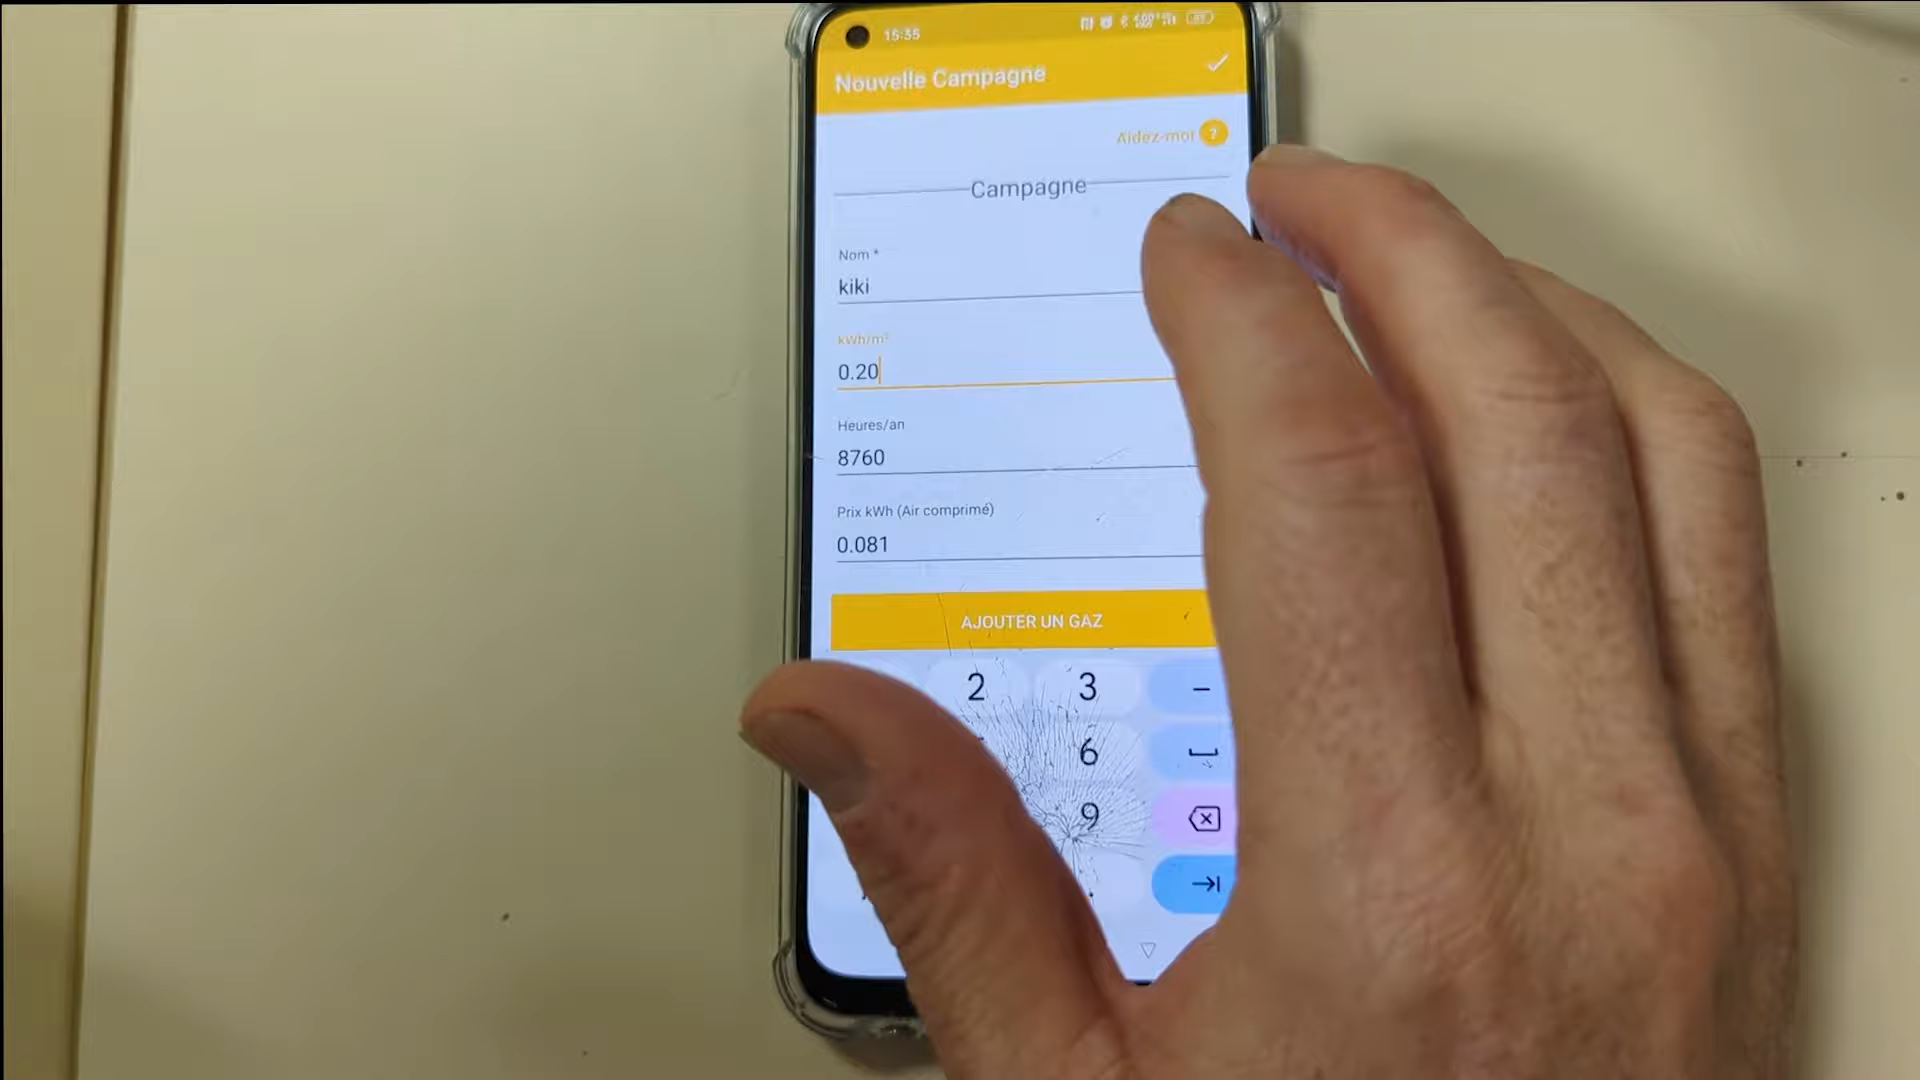 15:35
Nouvelle Campagne
Aidez-moi ?
Campagne
Nom *
kiki
kWh/m³
0.20
Heures/an
8760
Prix kWh (Air comprimé)
0.081
AJOUTER UN GAZ
2 3 –
6
9
.